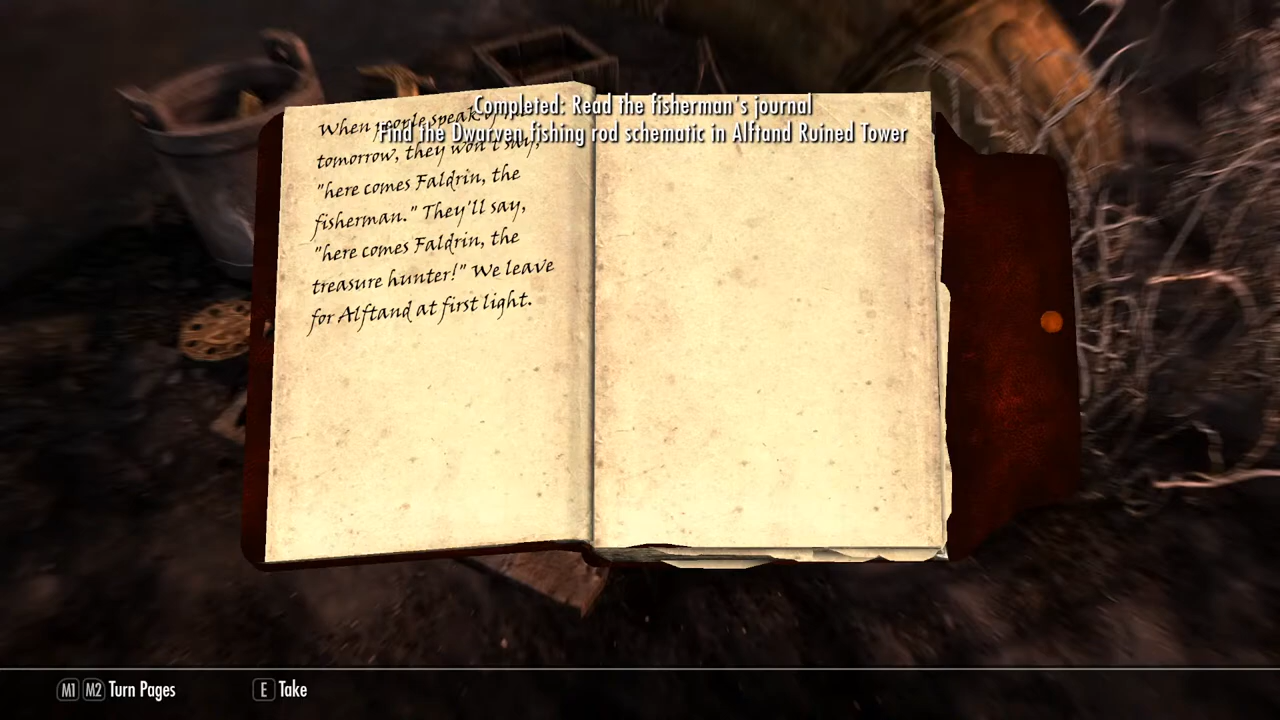 Completed: Read the fisherman's journal
Find the Dwarven fishing rod schematic in Alftand Ruined Tower
When people speak
tomorrow, they won't say,
"here comes Faldrin, the
fisherman." They'll say,
"here comes Faldrin, the
treasure hunter!" We leave
for Alftand at first light.
M1 M2 Turn Pages
E Take